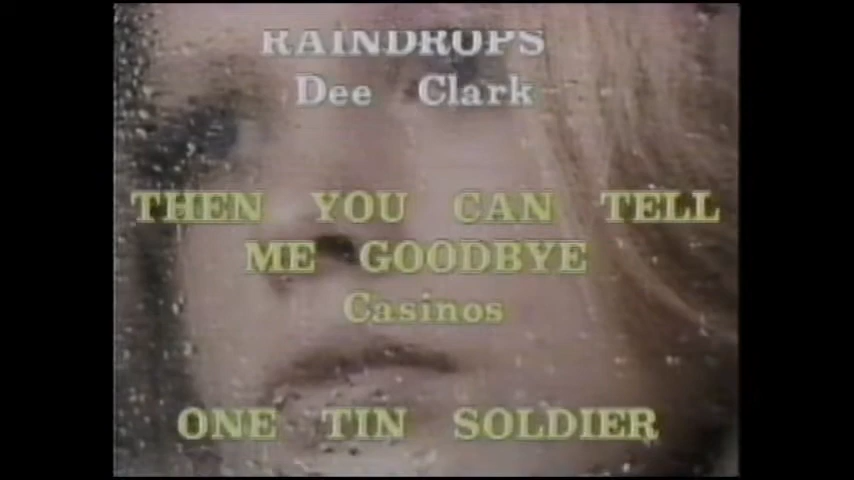 RAINDROPS
Dee Clark
THEN YOU CAN TELL
ME GOODBYE
Casinos
ONE TIN SOLDIER